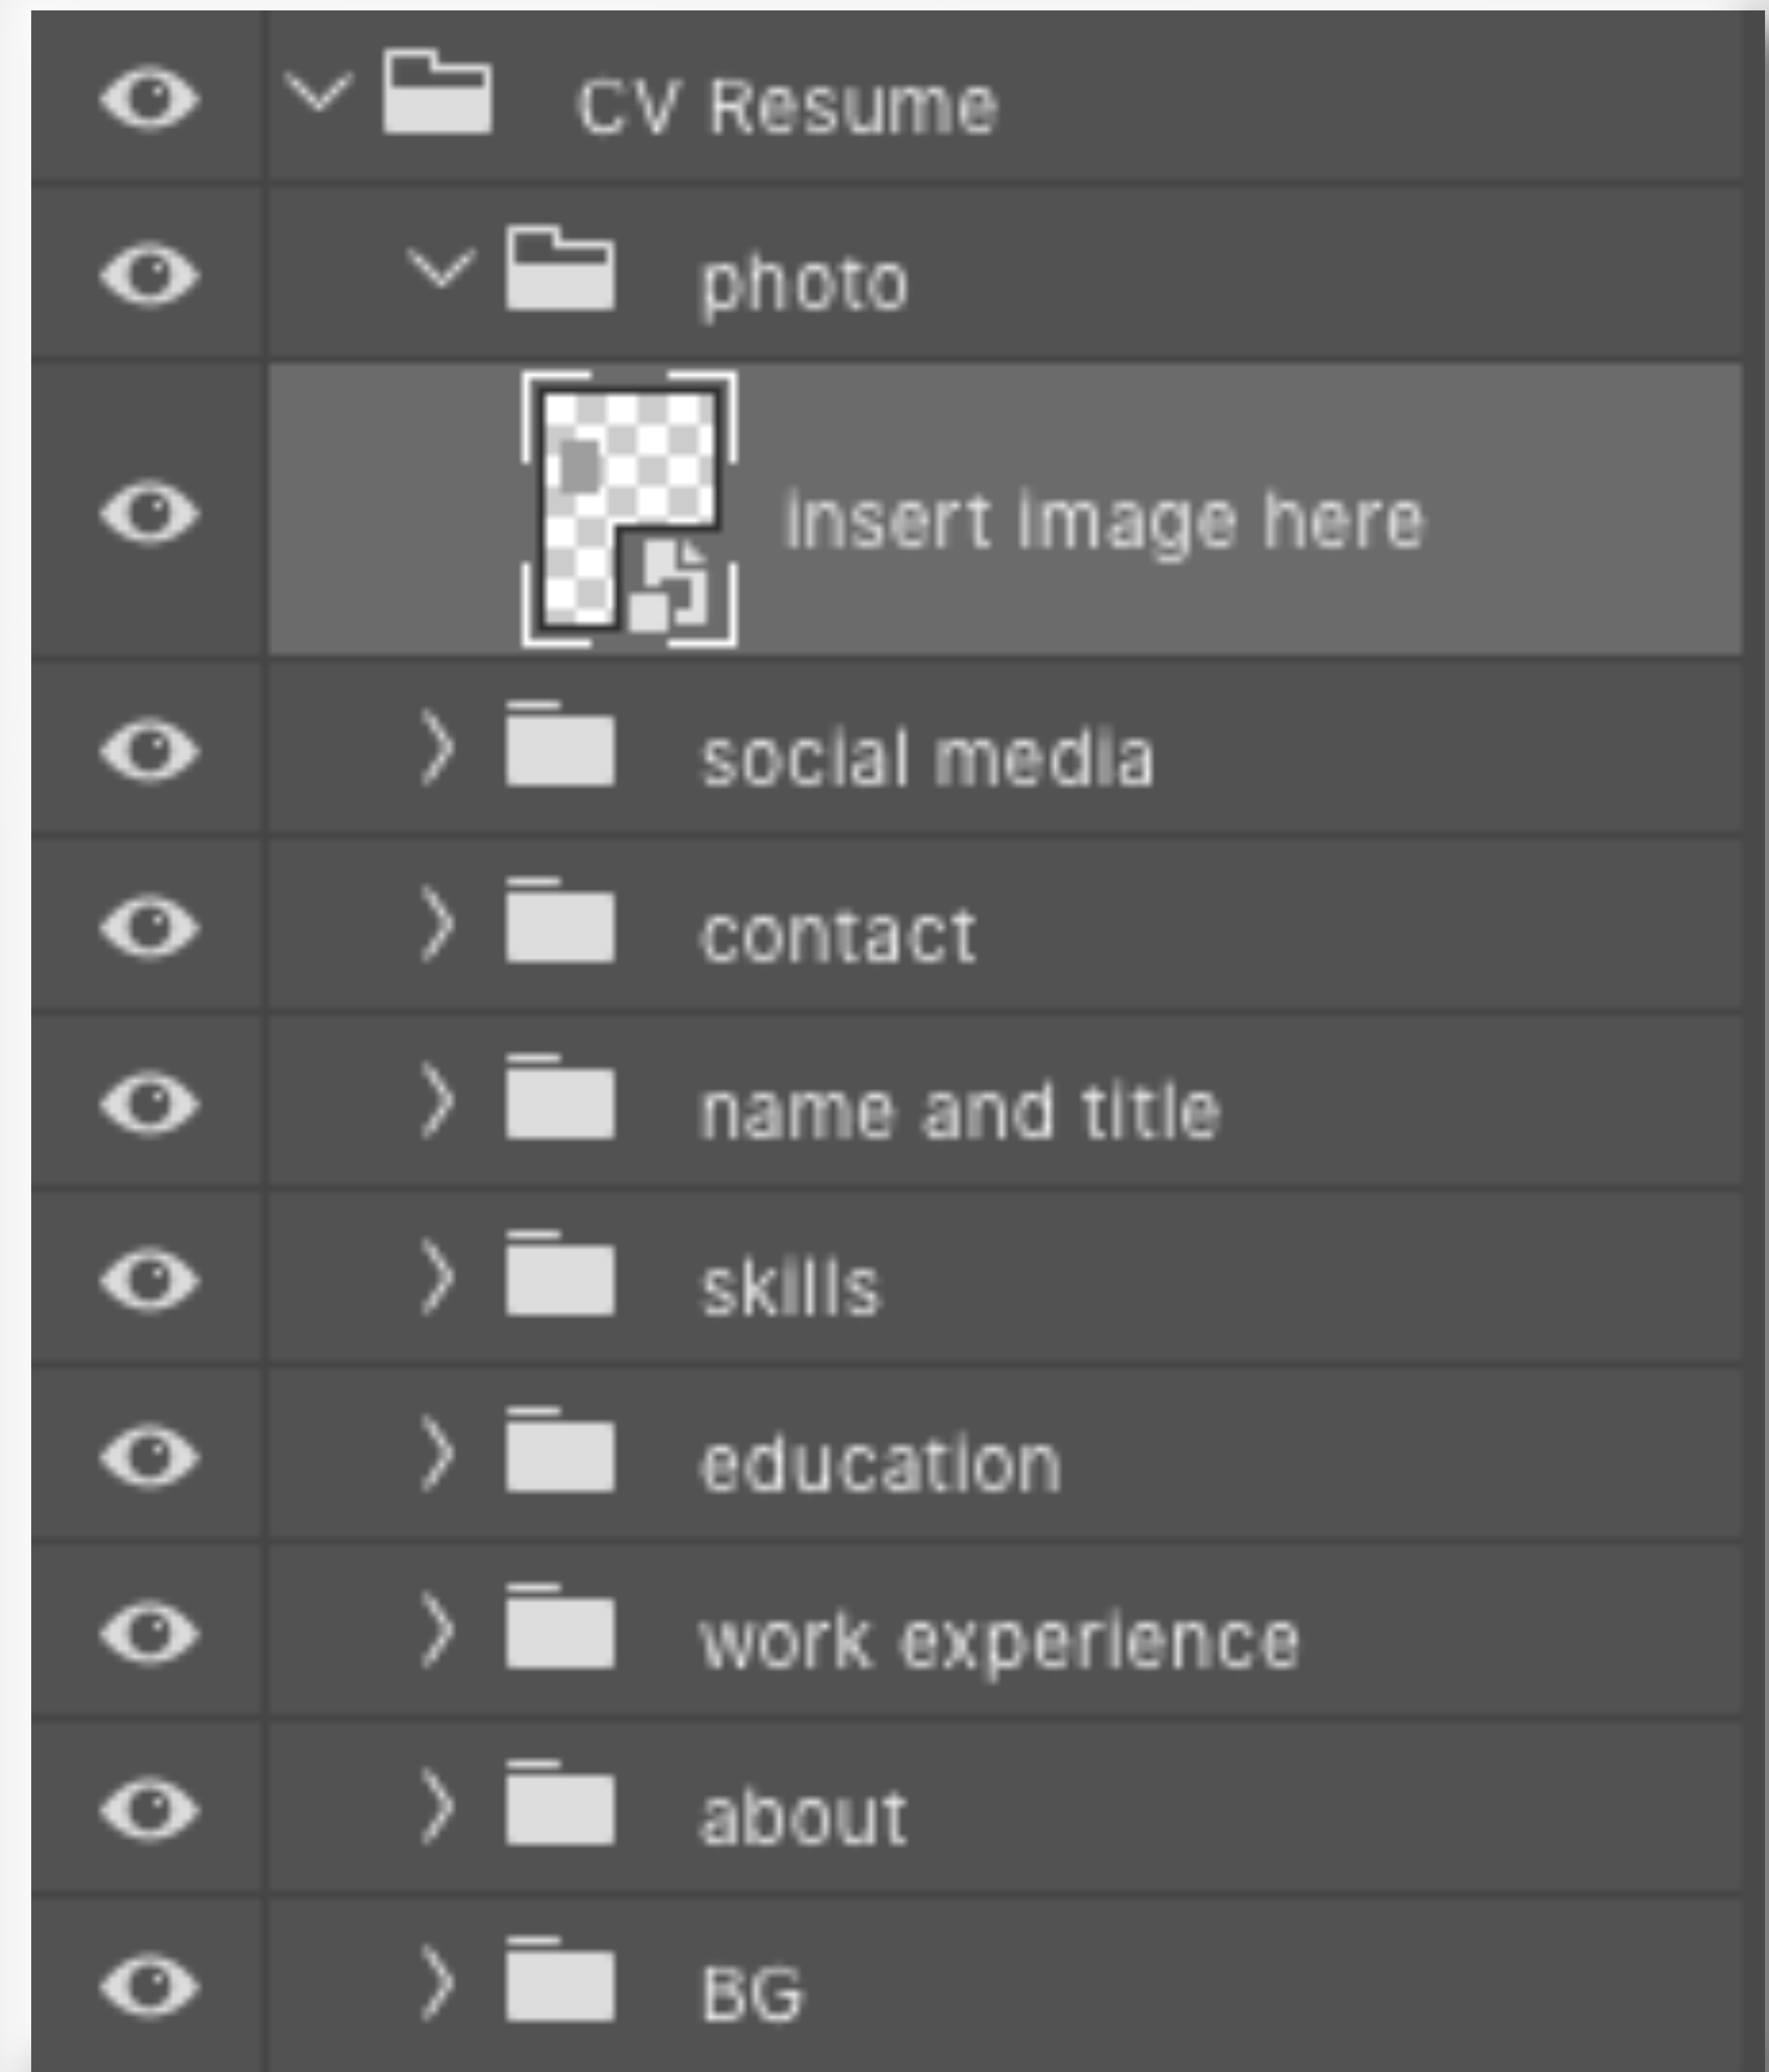 CV Resume
photo
insert image here
social media
contact
name and title
skills
education
work experience
about
BG